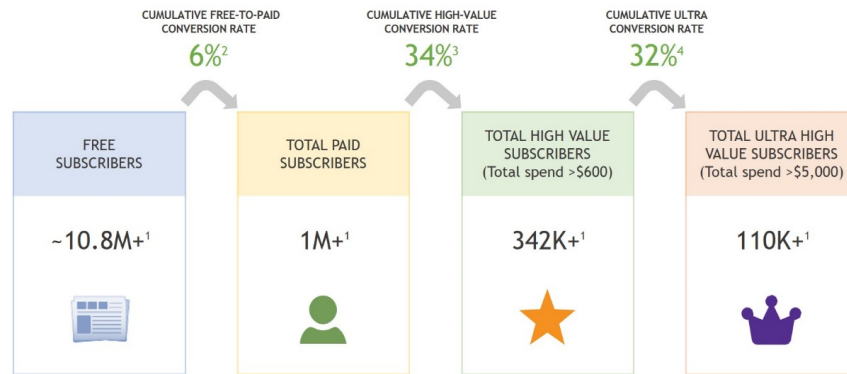 CUMULATIVE FREE-TO-PAID
CONVERSION RATE
6%²
CUMULATIVE HIGH-VALUE
CONVERSION RATE
34%³
CUMULATIVE ULTRA
CONVERSION RATE
32%⁴
FREE
SUBSCRIBERS
~10.8M+¹
TOTAL PAID
SUBSCRIBERS
1M+¹
TOTAL HIGH VALUE
SUBSCRIBERS
(Total spend >$600)
342K+¹
TOTAL ULTRA HIGH
VALUE SUBSCRIBERS
(Total spend >$5,000)
110K+¹